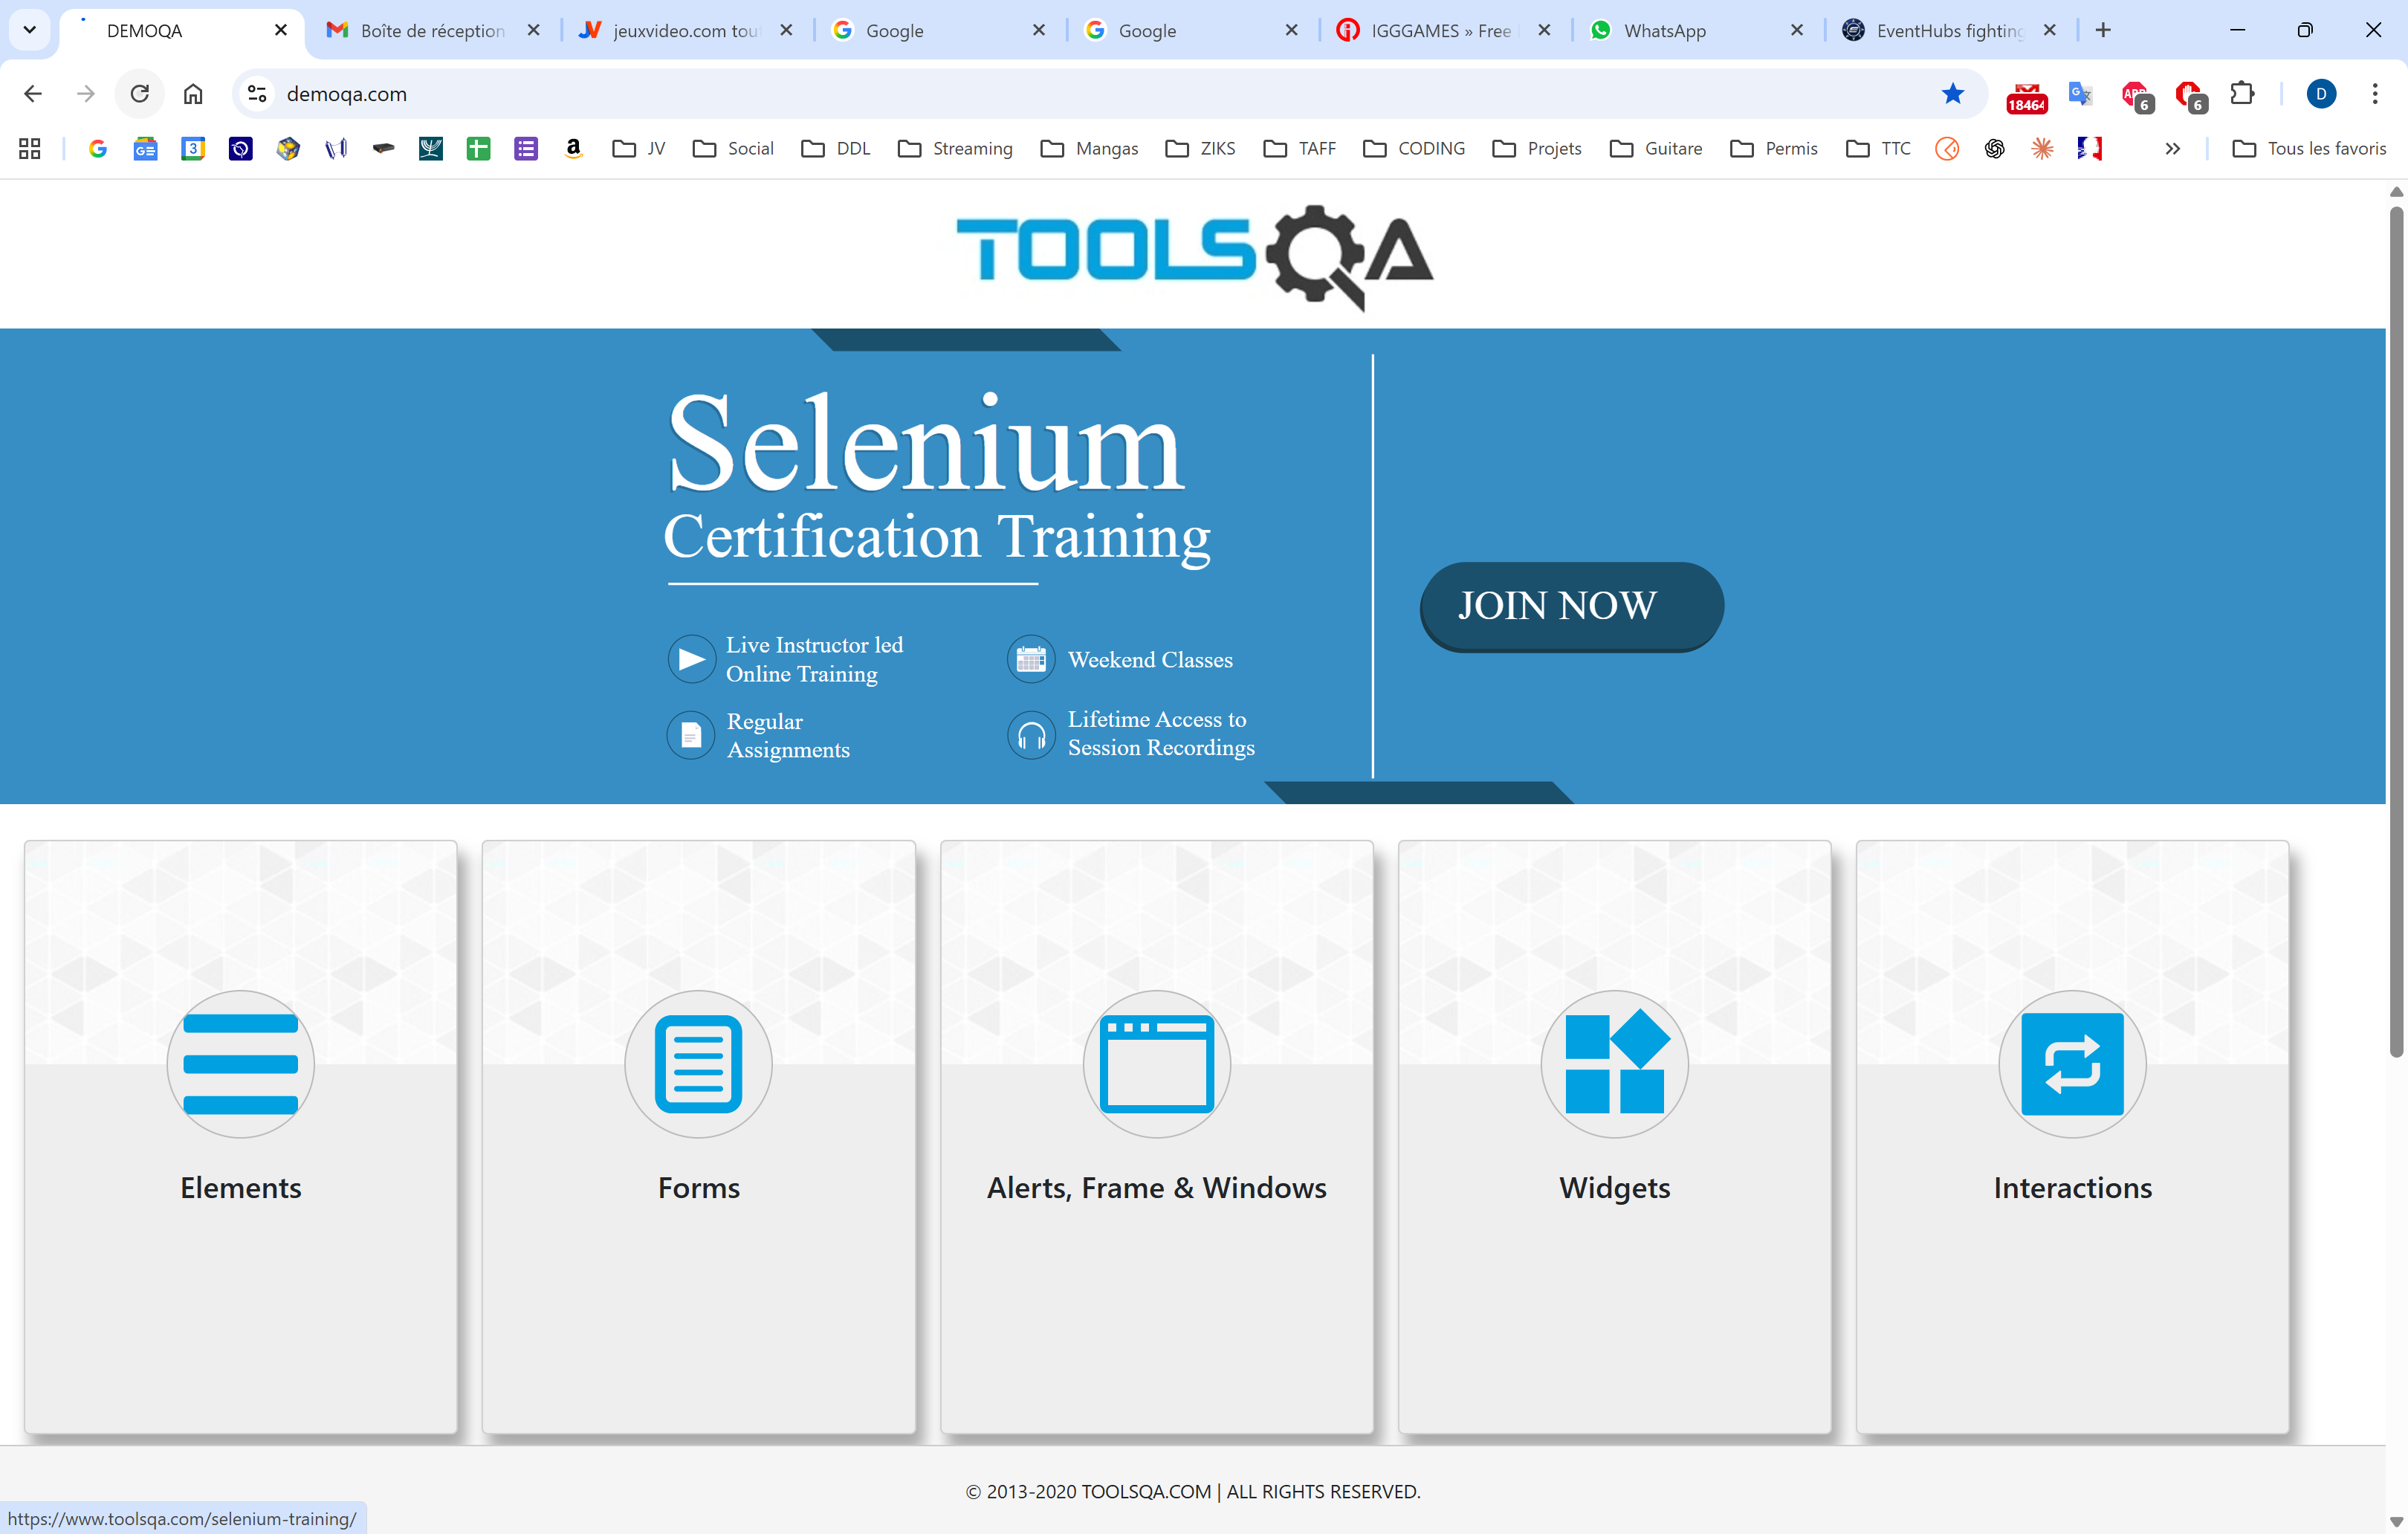 DEMOQA
Boîte de réception
jeuxvideo.com tou
Google
Google
IGGGAMES » Free
WhatsApp
EventHubs fighting
demoqa.com
18464
6
6
D
JV
Social
DDL
Streaming
Mangas
ZIKS
TAFF
CODING
Projets
Guitare
Permis
TTC
Tous les favoris
TOOLSQA
Selenium
Certification Training
Live Instructor led
Online Training
Weekend Classes
Regular
Assignments
Lifetime Access to
Session Recordings
JOIN NOW
Elements
Forms
Alerts, Frame & Windows
Widgets
Interactions
© 2013-2020 TOOLSQA.COM | ALL RIGHTS RESERVED.
https://www.toolsqa.com/selenium-training/